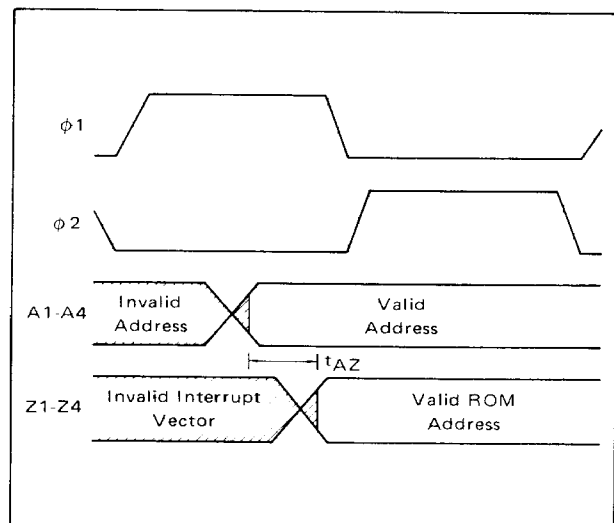 φ1
φ2
A1-A4
Invalid
Address
Valid
Address
tAZ
Z1-Z4
Invalid Interrupt
Vector
Valid ROM
Address